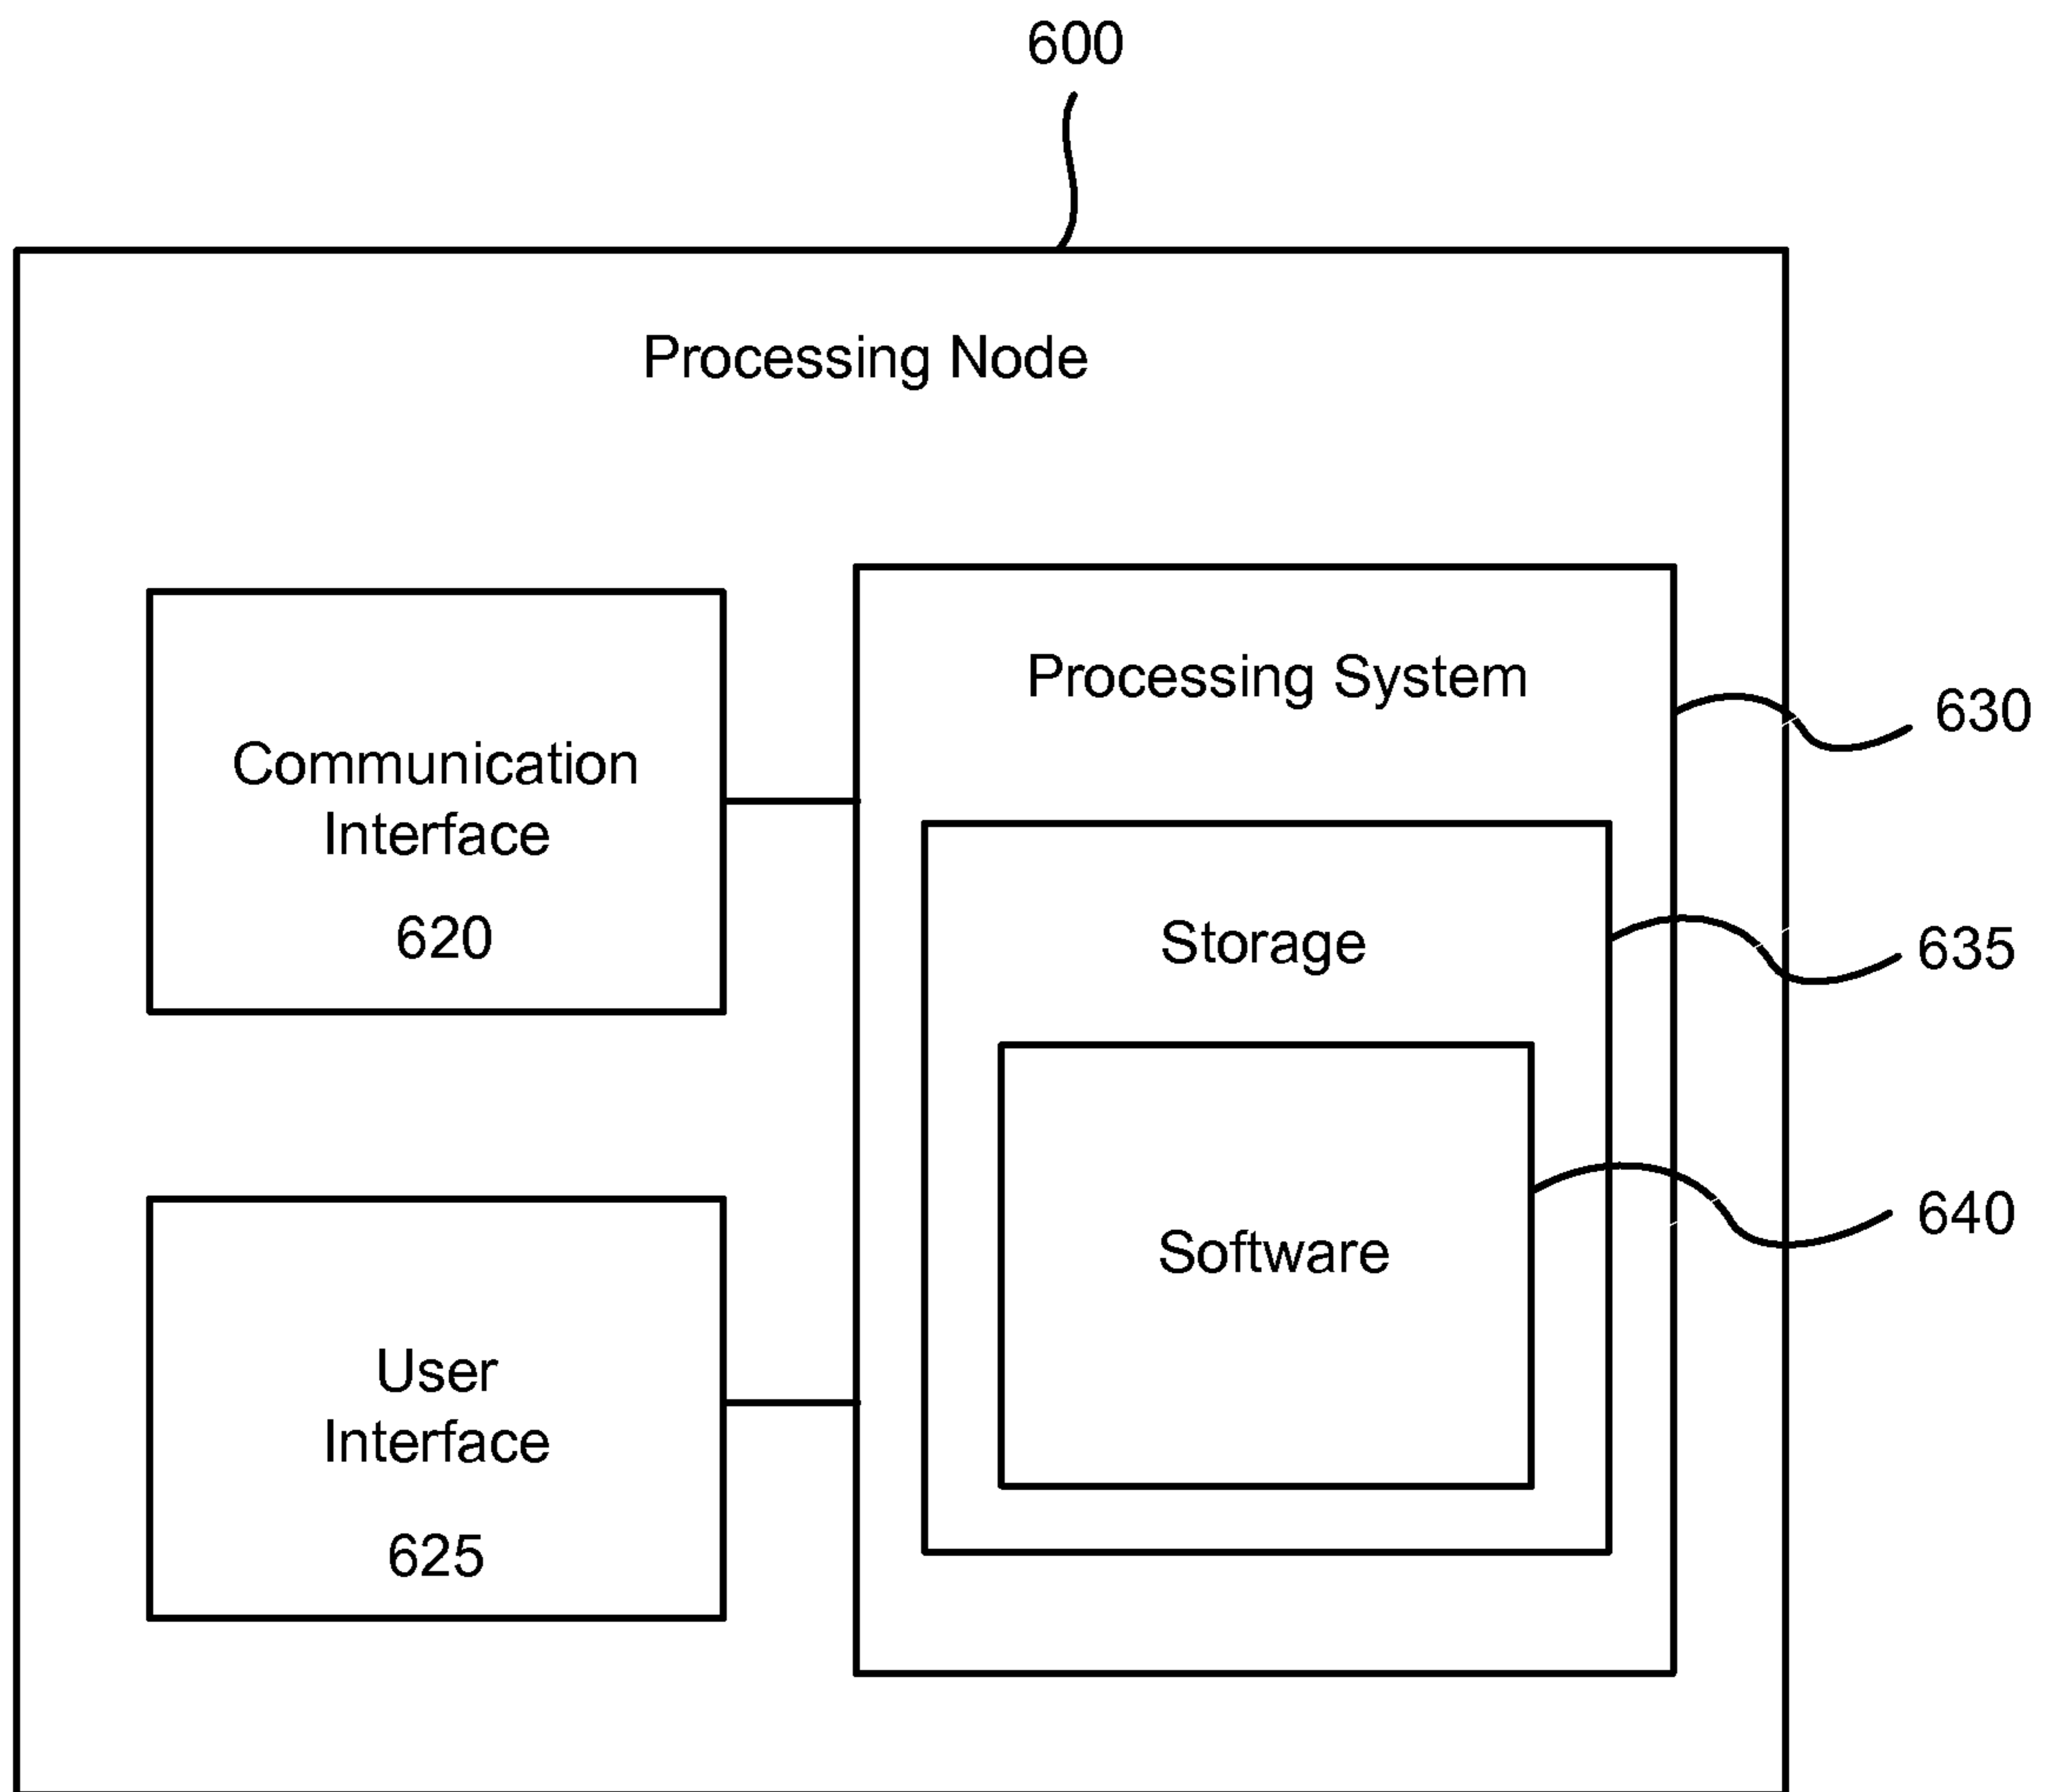 600
Processing Node
Processing System
630
Communication
Interface
620
Storage
635
Software
640
User
Interface
625